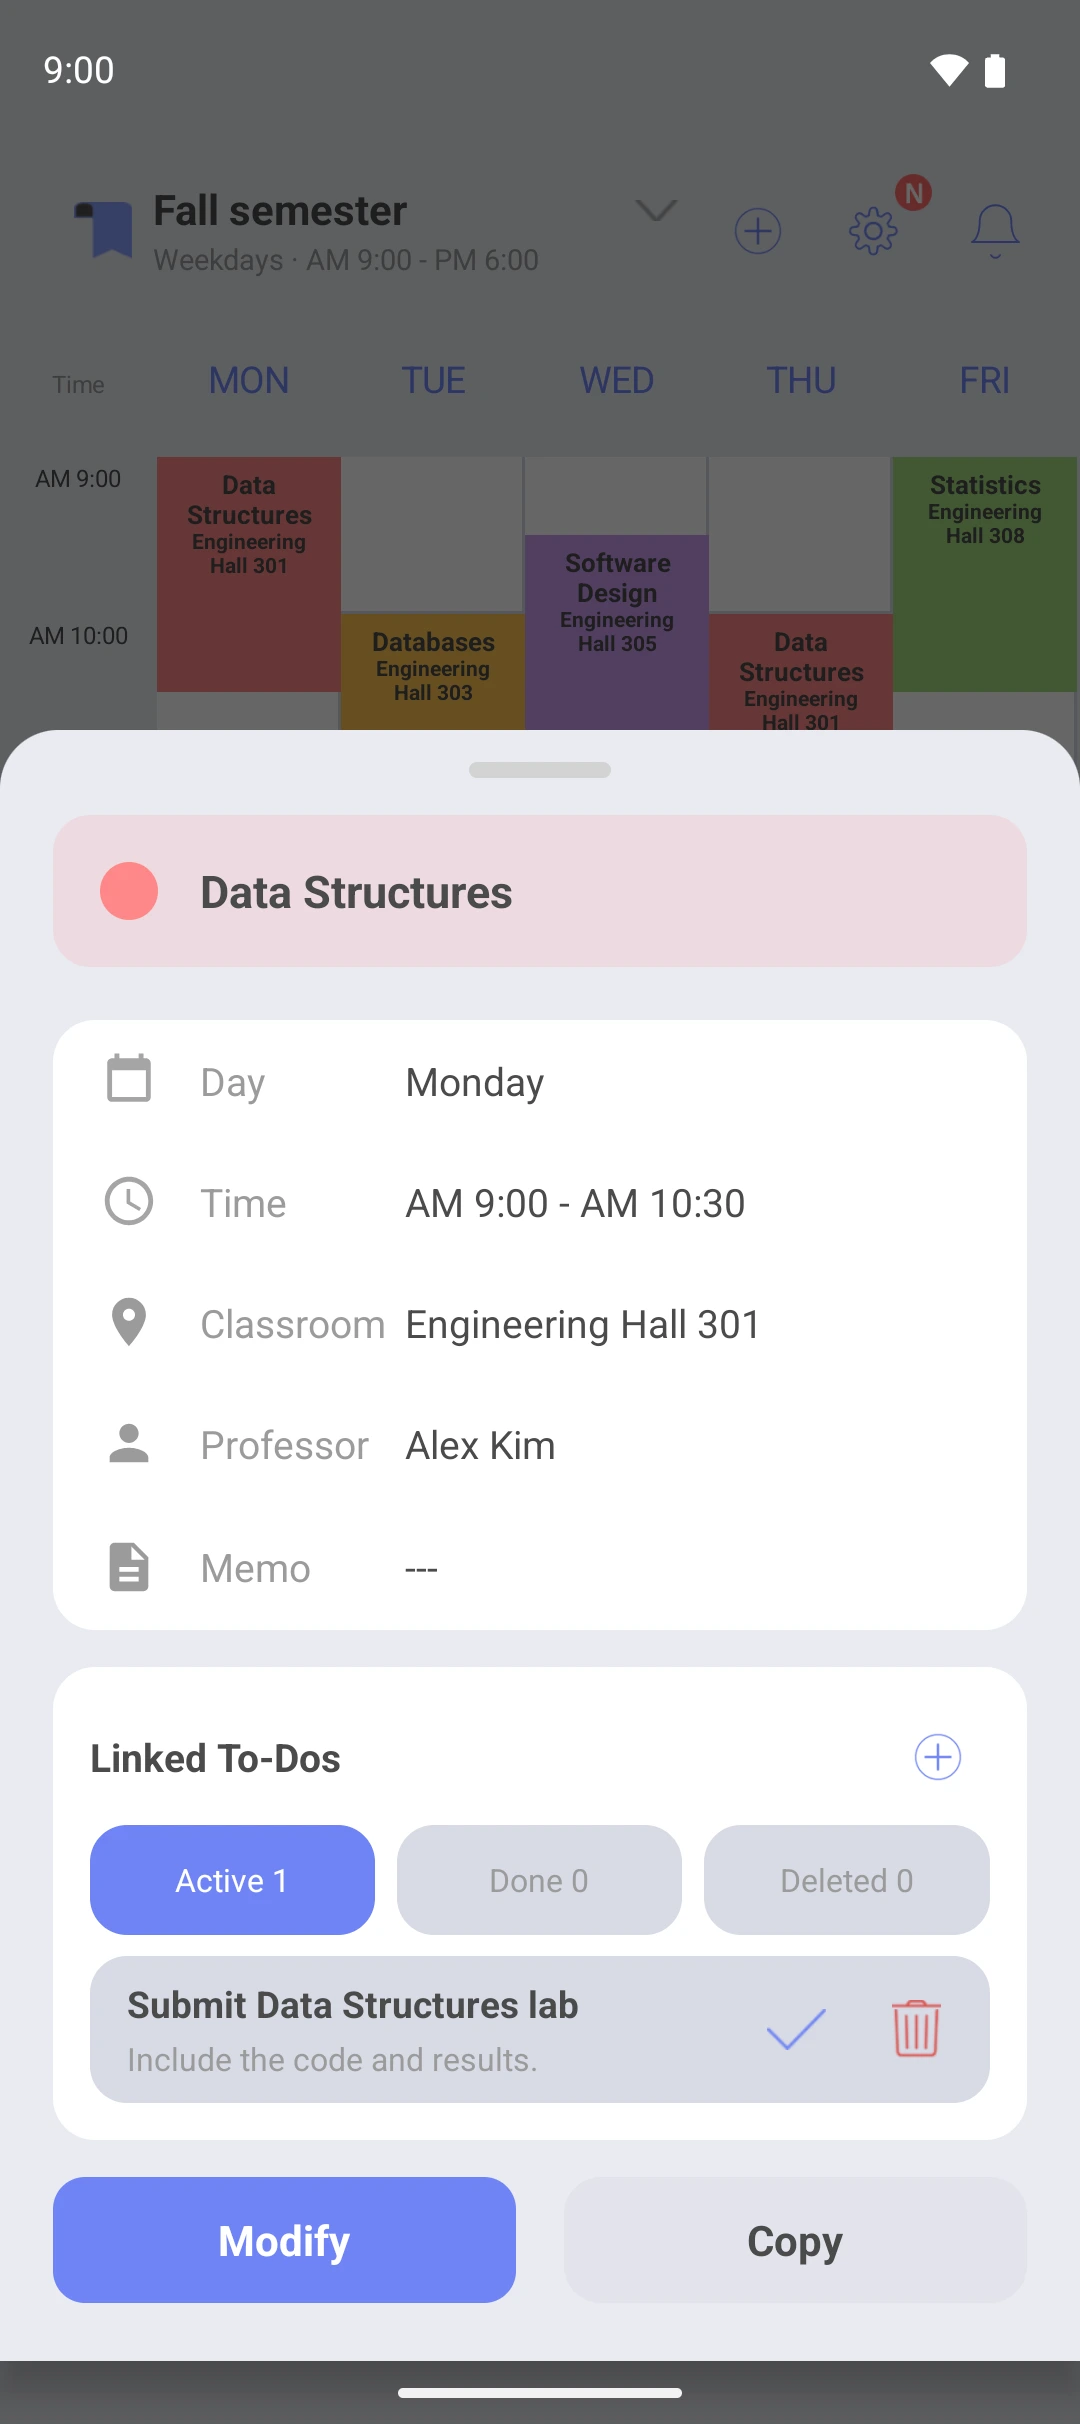 9:00
Fall semester
N
Weekdays · AM 9:00 - PM 6:00
Time
MON
TUE
WED
THU
FRI
AM 9:00
Data
Structures
Engineering
Hall 301
Statistics
Engineering
Hall 308
Software
Design
Engineering
Hall 305
AM 10:00
Databases
Engineering
Hall 303
Data
Structures
Engineering
Hall 301
Data Structures
Day
Monday
Time
AM 9:00 - AM 10:30
Classroom
Engineering Hall 301
Professor
Alex Kim
Memo
---
Linked To-Dos
Active 1
Done 0
Deleted 0
Submit Data Structures lab
Include the code and results.
Modify
Copy